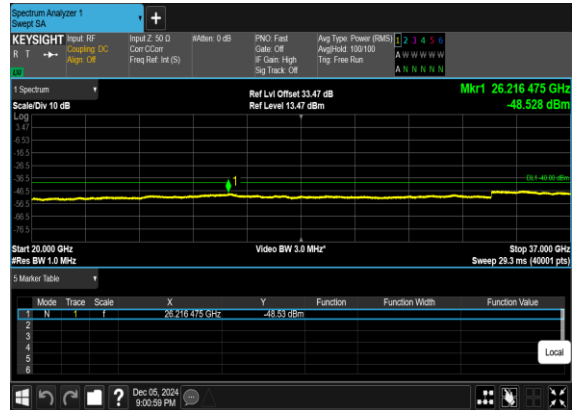 Spectrum Analyzer 1
Swept SA
+
KEYSIGHT Input: RF Input Z: 50 Ω #Atten: 0 dB PNO: Fast Avg Type: Power (RMS) 1 2 3 4 5 6
R T Coupling: DC Corr CCorr Gate: Off Avg|Hold: 100/100 A W W W W W
Align: Off Freq Ref: Int (S) IF Gain: High Trig: Free Run A N N N N N
Sig Track: Off
1 Spectrum Ref Lvl Offset 33.47 dB Mkr1 26.216 475 GHz
Scale/Div 10 dB Ref Level 13.47 dBm -48.528 dBm
Log
3.47
-6.53
-16.5
-26.5
-36.5
-46.5
-56.5
-66.5
-76.5
1
DL1 -40.00 dBm
Start 20.000 GHz Video BW 3.0 MHz* Stop 37.000 GHz
#Res BW 1.0 MHz Sweep 29.3 ms (40001 pts)
5 Marker Table
Mode Trace Scale X Y Function Function Width Function Value
1 N 1 f 26.216 475 GHz -48.53 dBm
2
3
4
5
6
Local
? Dec 05, 2024
9:00:59 PM